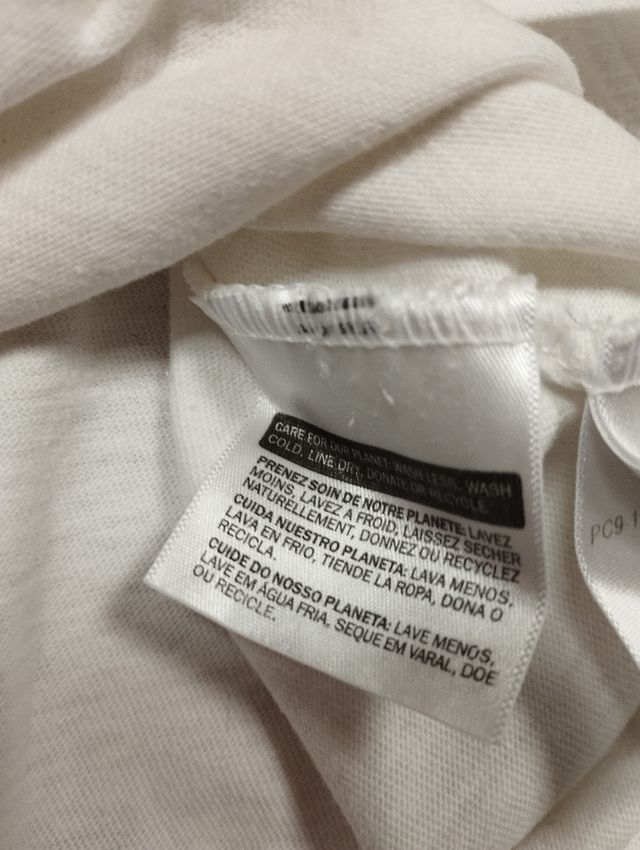 CARE FOR OUR PLANET: WASH LESS, WASH
COLD, LINE DRY, DONATE OR RECYCLE
PRENEZ SOIN DE NOTRE PLANETE: LAVEZ
MOINS, LAVEZ À FROID, LAISSEZ SECHER
NATURELLEMENT, DONNEZ OU RECYCLEZ
CUIDA NUESTRO PLANETA: LAVA MENOS,
LAVA EN FRIO, TIENDE LA ROPA, DONA O
RECICLA.
CUIDE DO NOSSO PLANETA: LAVE MENOS,
LAVE EM ÁGUA FRIA, SEQUE EM VARAL, DOE
OU RECICLE.
PC9-1